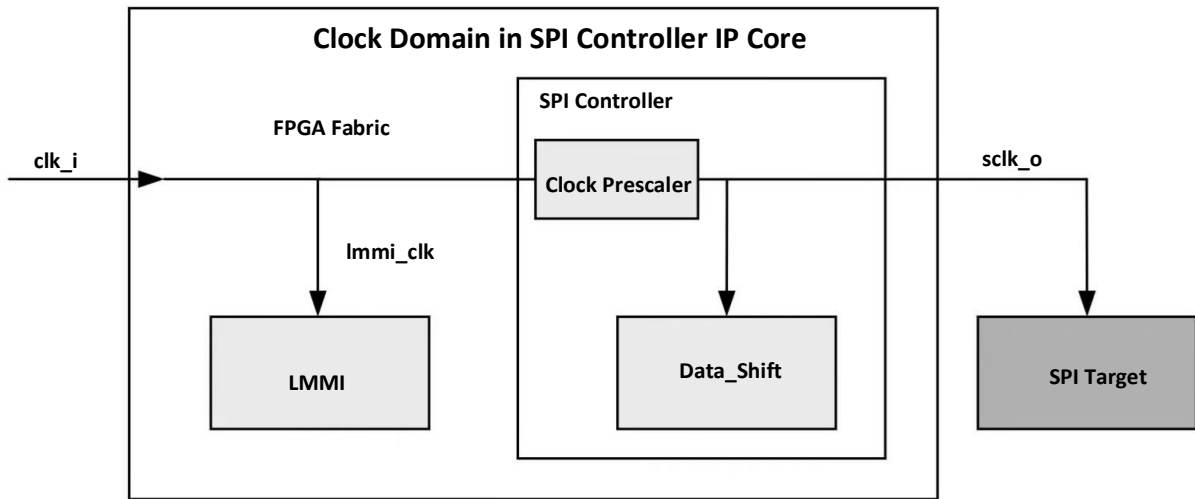 Clock Domain in SPI Controller IP Core
SPI Controller
FPGA Fabric
clk_i
sclk_o
Clock Prescaler
lmmi_clk
LMMI
Data_Shift
SPI Target